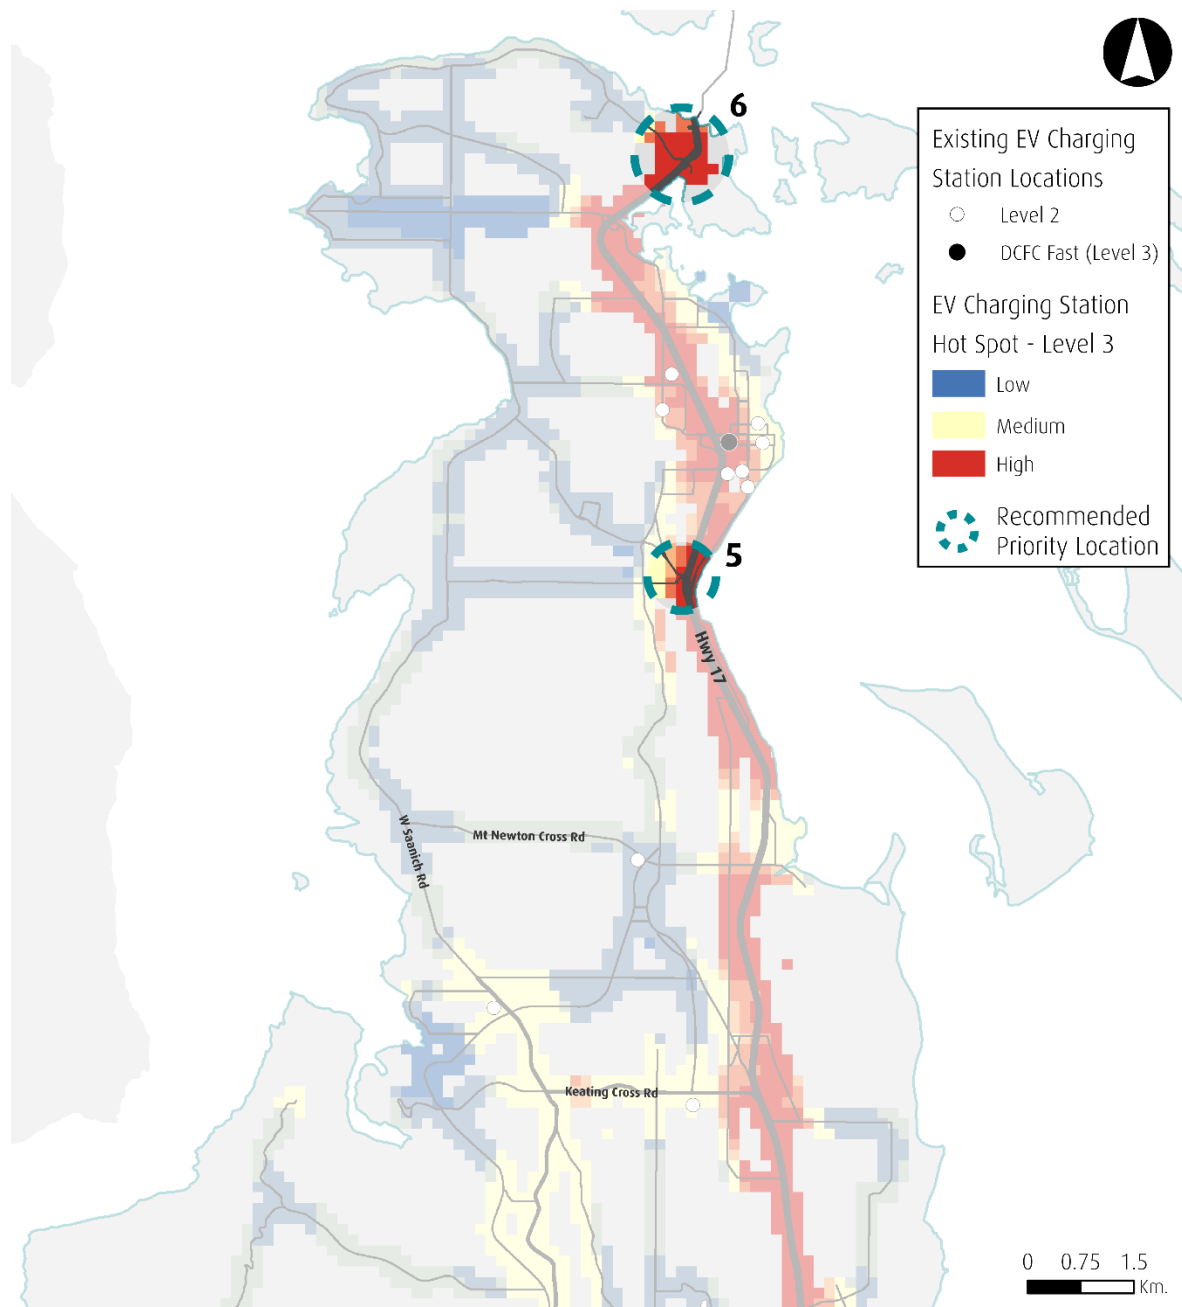 6
Existing EV Charging
Station Locations
Level 2
DCFC Fast (Level 3)
EV Charging Station
Hot Spot - Level 3
Low
Medium
High
Recommended
Priority Location
5
Hwy 17
W Saanich Rd
Mt Newton Cross Rd
Keating Cross Rd
0 0.75 1.5
Km.